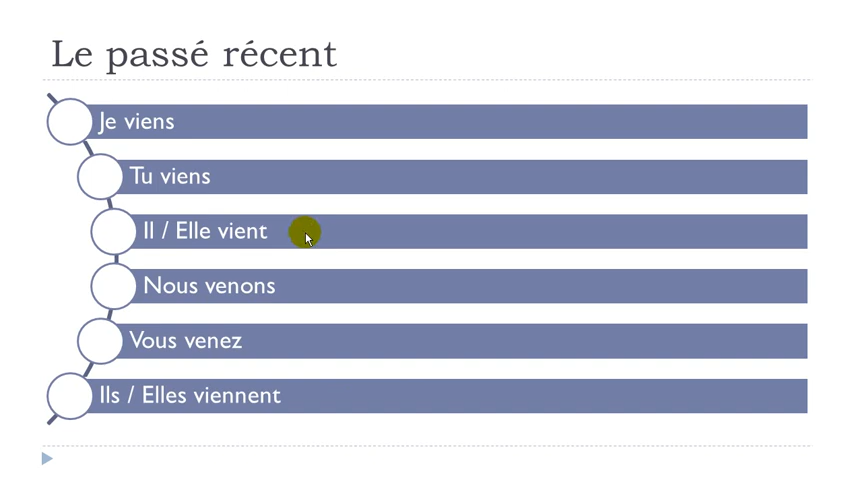 Le passé récent
Je viens
Tu viens
Il / Elle vient
Nous venons
Vous venez
Ils / Elles viennent